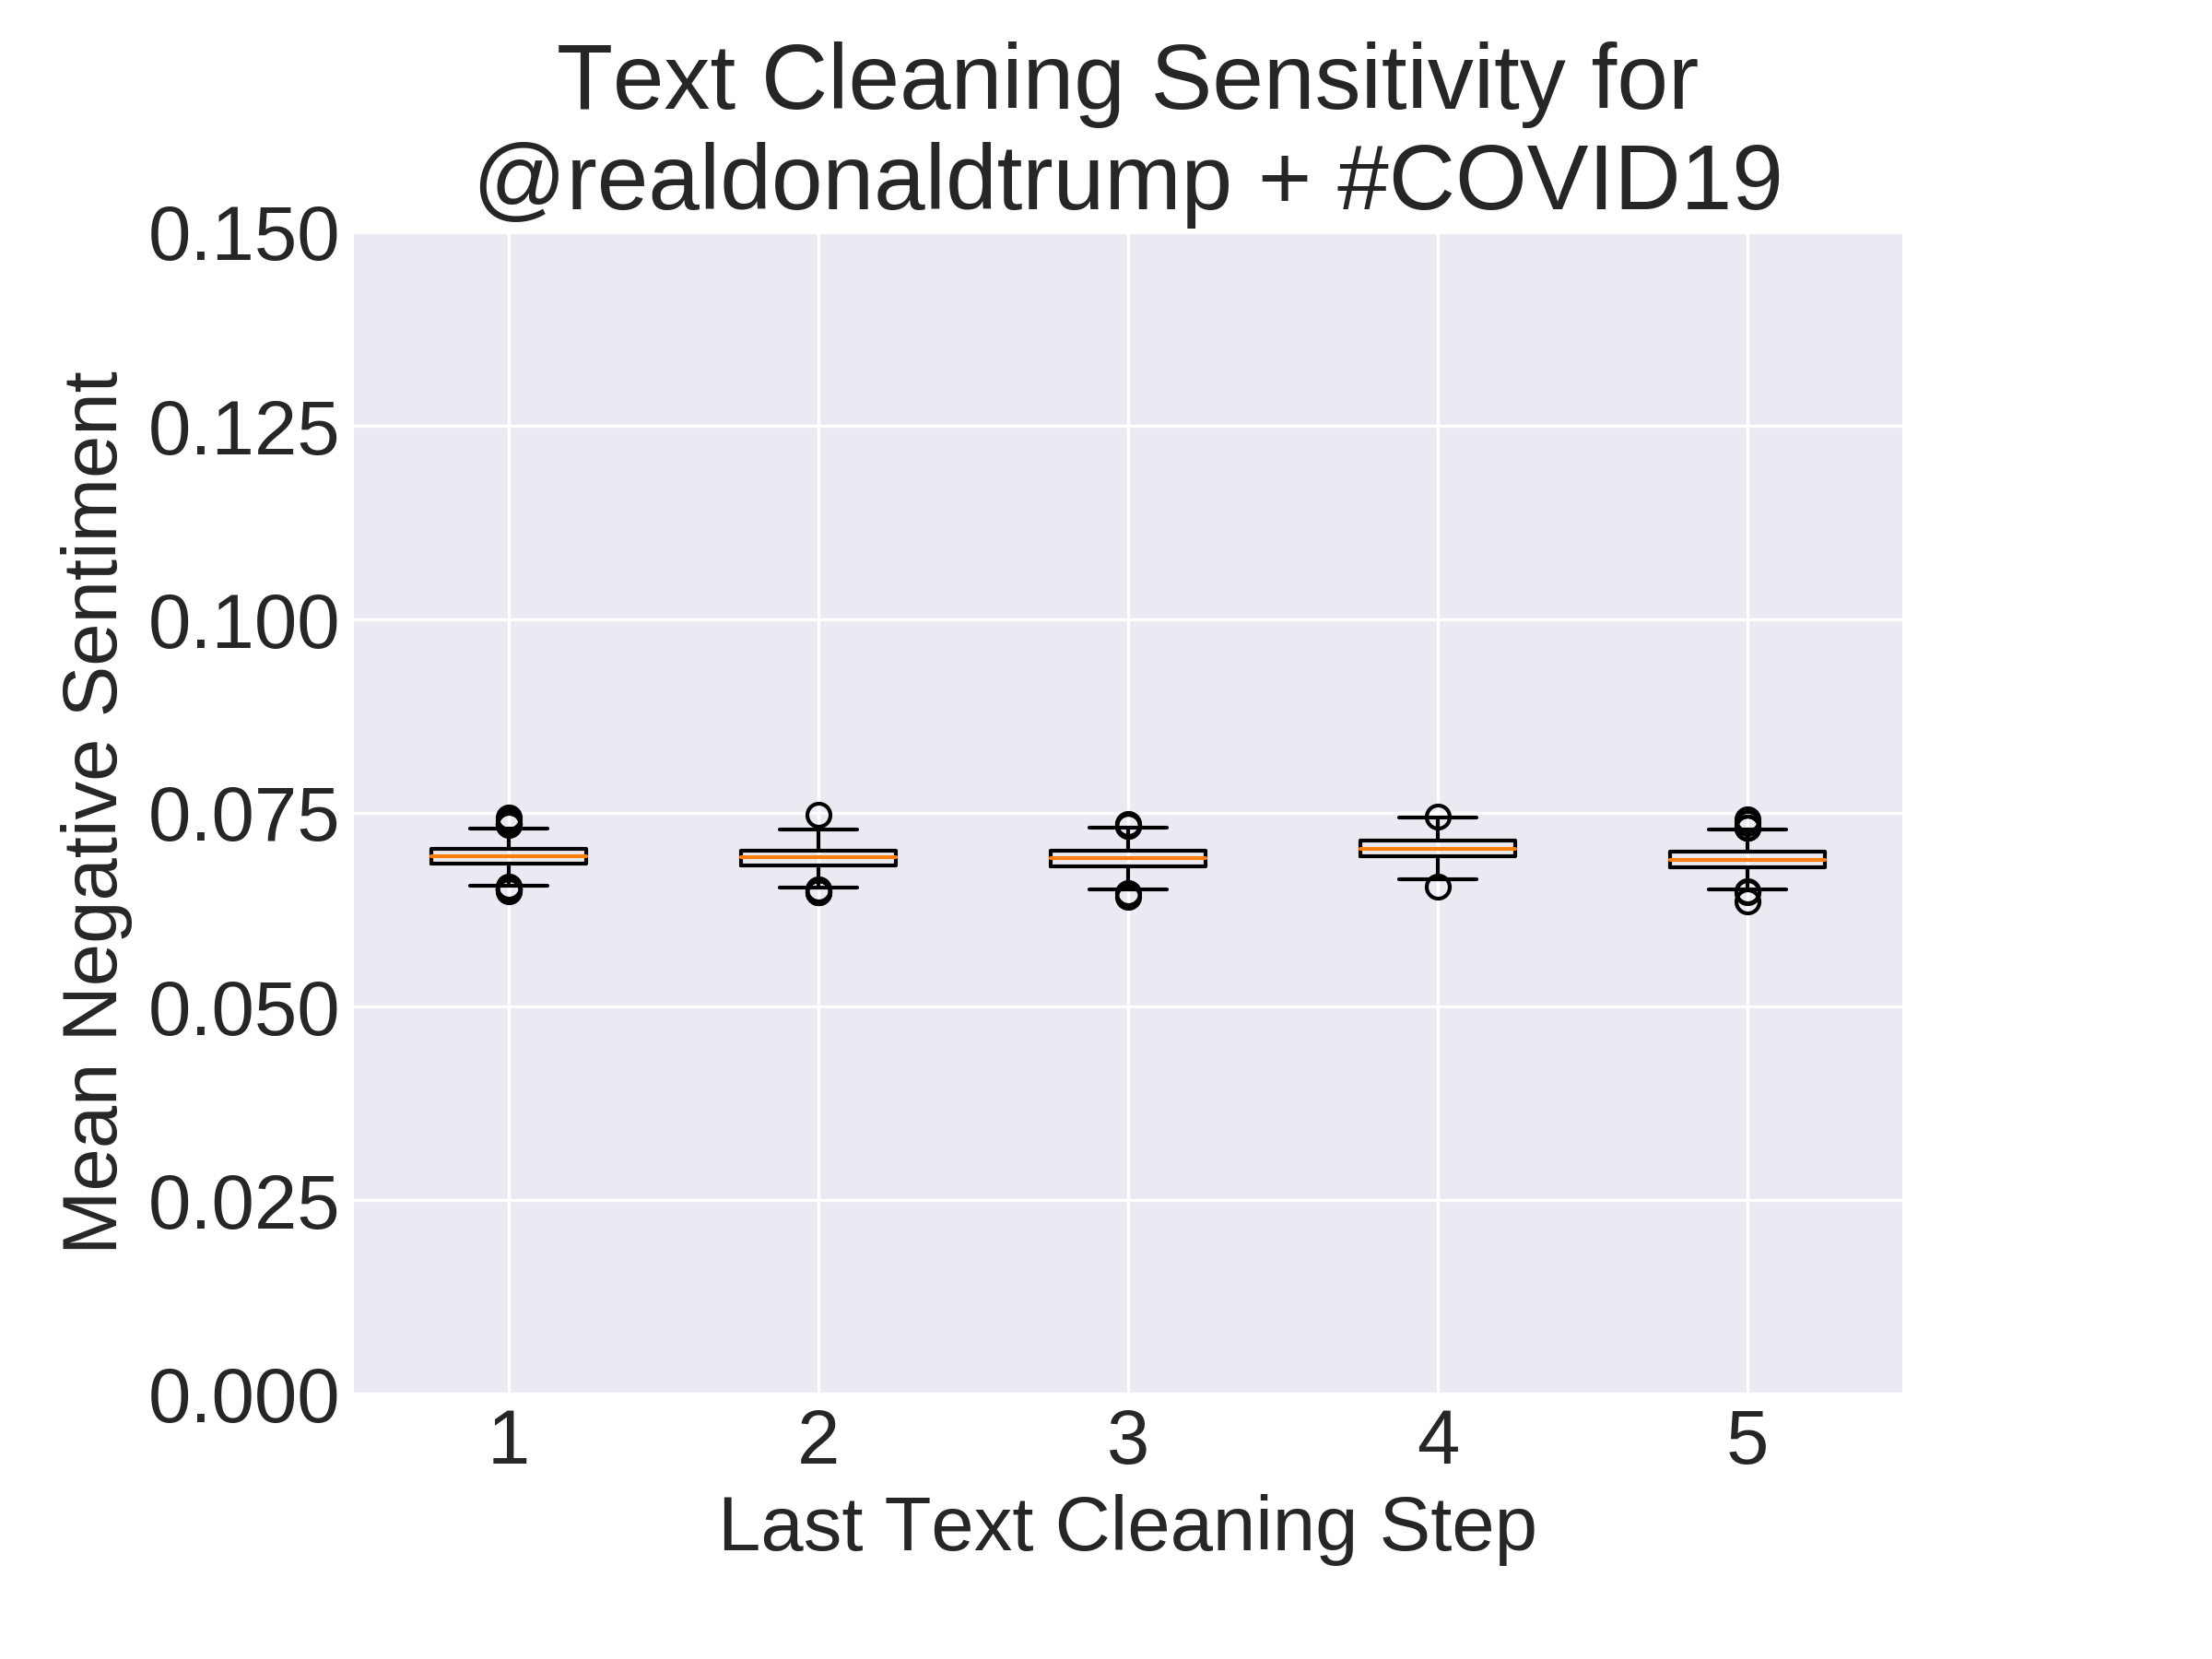 Text Cleaning Sensitivity for
@realdonaldtrump + #COVID19
Mean Negative Sentiment
0.150
0.125
0.100
0.075
0.050
0.025
0.000
1 2 3 4 5
Last Text Cleaning Step